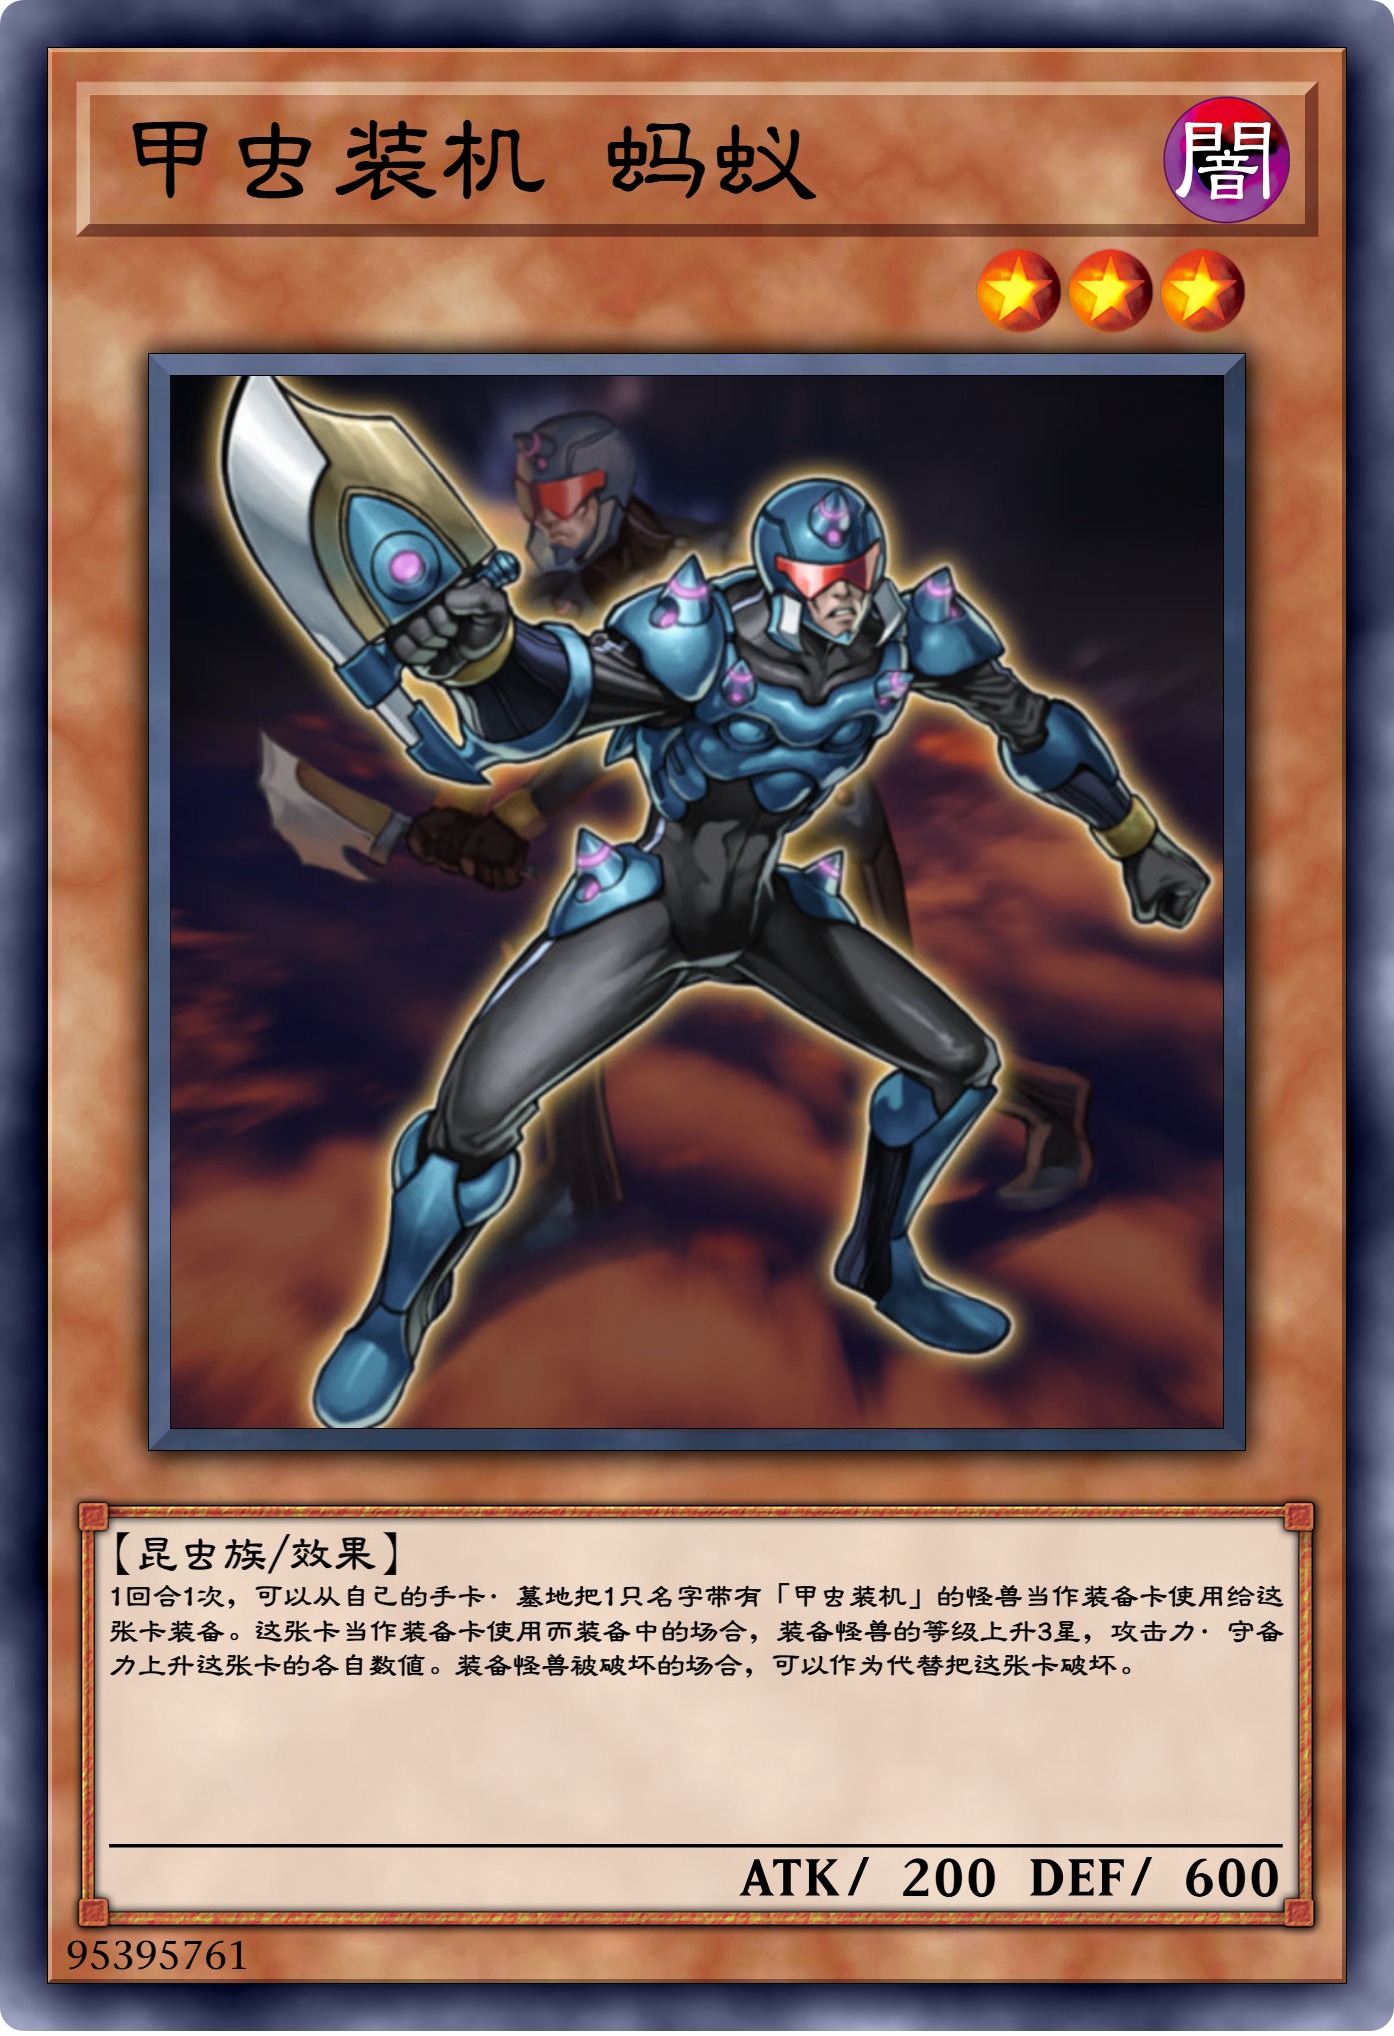 甲虫装机 蚂蚁
闇
【昆虫族/效果】
1回合1次，可以从自己的手卡·墓地把1只名字带有「甲虫装机」的怪兽当作装备卡使用给这
张卡装备。这张卡当作装备卡使用而装备中的场合，装备怪兽的等级上升3星，攻击力·守备
力上升这张卡的各自数值。装备怪兽被破坏的场合，可以作为代替把这张卡破坏。
ATK/ 200 DEF/ 600
95395761